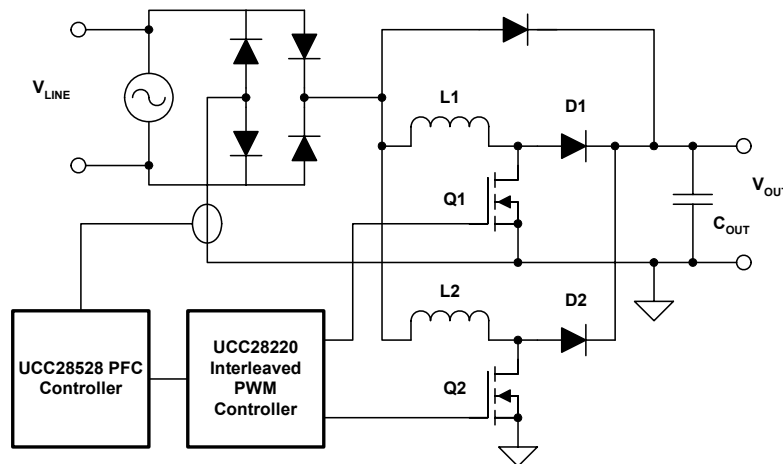 L1
D1
V_LINE
V_OUT
Q1
C_OUT
L2
D2
UCC28528 PFC
Controller
UCC28220
Interleaved
PWM
Controller
Q2